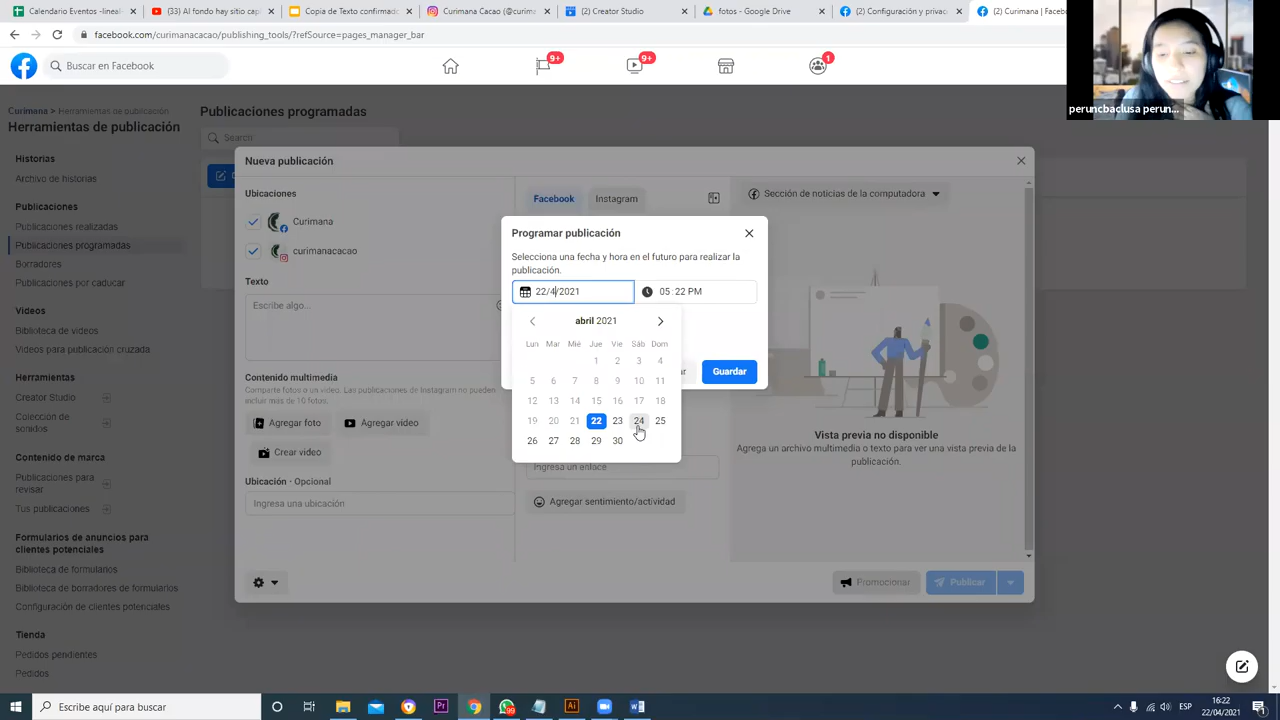 Calendario Eventos -lineal
(33) Al fondo hay sitio cap
Copia de Texto confirmado
Curimana Cacao (@curima
(2) Creator Studio
fotos - Google Drive
(2) Configuración y privac
(2) Curimana | Facebo
facebook.com/curimanacacao/publishing_tools/?refSource=pages_manager_bar
Buscar en Facebook
9+
9+
1
peruncbaclusa perun...
Curimana > Herramientas de publicación
Herramientas de publicación
Historias
Archivo de historias
Publicaciones
Publicaciones realizadas
Publicaciones programadas
Borradores
Publicaciones por caducar
Videos
Biblioteca de videos
Videos para publicación cruzada
Herramientas
Creator Studio
Colección de
sonidos
Contenido de marca
Publicaciones para
revisar
Tus publicaciones
Formularios de anuncios para
clientes potenciales
Biblioteca de formularios
Biblioteca de borradores de formularios
Configuración de clientes potenciales
Tienda
Pedidos pendientes
Pedidos
Publicaciones programadas
Search
Nueva publicación
Ubicaciones
Curimana
curimanacacao
Texto
Escribe algo...
Contenido multimedia
Comparte fotos o un video. Las publicaciones de Instagram no pueden
incluir más de 10 fotos.
Agregar foto
Agregar video
Crear video
Ubicación · Opcional
Ingresa una ubicación
Facebook
Instagram
Programar publicación
Selecciona una fecha y hora en el futuro para realizar la
publicación.
22/4/2021
05:22 PM
abril 2021
Lun Mar Mié Jue Vie Sáb Dom
1 2 3 4
5 6 7 8 9 10 11
12 13 14 15 16 17 18
19 20 21 22 23 24 25
26 27 28 29 30
Guardar
Ingresa un enlace
Agregar sentimiento/actividad
Sección de noticias de la computadora
Vista previa no disponible
Agrega un archivo multimedia o texto para ver una vista previa de la
publicación.
Promocionar
Publicar
Escribe aquí para buscar
99
Pr
Ai
ESP
16:22
22/04/2021
1